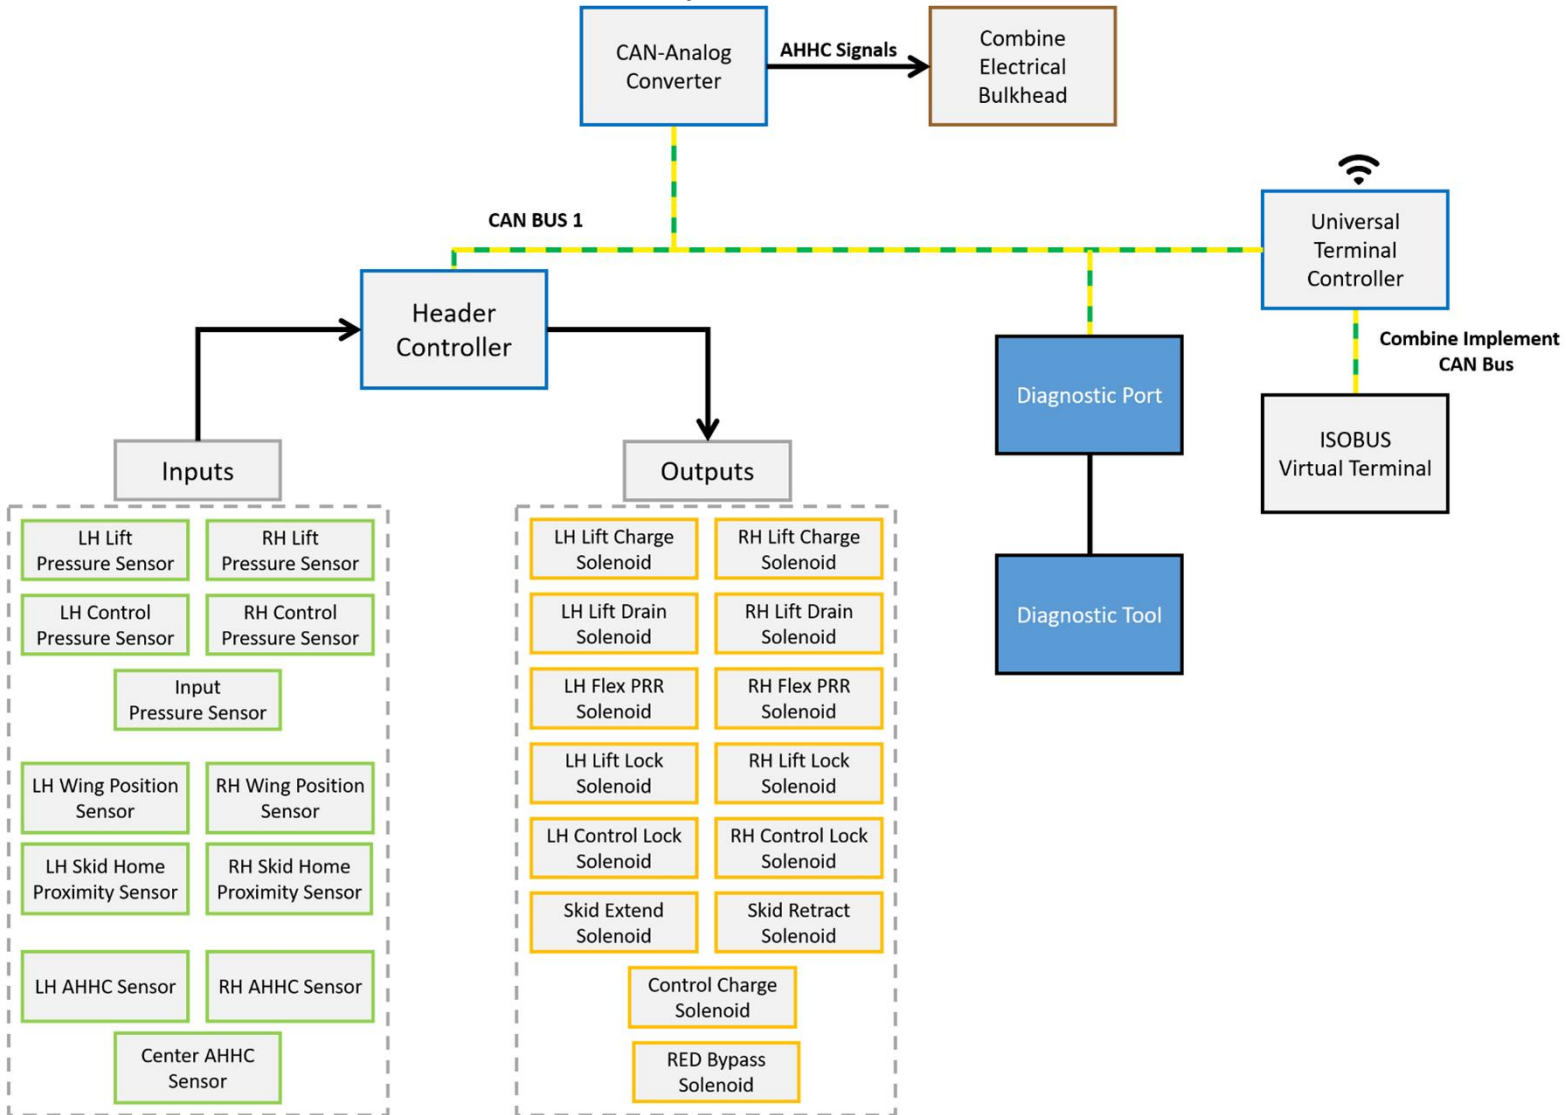 CAN-Analog
Converter
AHHC Signals
Combine
Electrical
Bulkhead
CAN BUS 1
Universal
Terminal
Controller
Header
Controller
Combine Implement
CAN Bus
Diagnostic Port
ISOBUS
Virtual Terminal
Inputs
Outputs
LH Lift
Pressure Sensor
RH Lift
Pressure Sensor
LH Control
Pressure Sensor
RH Control
Pressure Sensor
Input
Pressure Sensor
LH Wing Position
Sensor
RH Wing Position
Sensor
LH Skid Home
Proximity Sensor
RH Skid Home
Proximity Sensor
LH AHHC Sensor
RH AHHC Sensor
Center AHHC
Sensor
LH Lift Charge
Solenoid
RH Lift Charge
Solenoid
LH Lift Drain
Solenoid
RH Lift Drain
Solenoid
LH Flex PRR
Solenoid
RH Flex PRR
Solenoid
LH Lift Lock
Solenoid
RH Lift Lock
Solenoid
LH Control Lock
Solenoid
RH Control Lock
Solenoid
Skid Extend
Solenoid
Skid Retract
Solenoid
Control Charge
Solenoid
RED Bypass
Solenoid
Diagnostic Tool